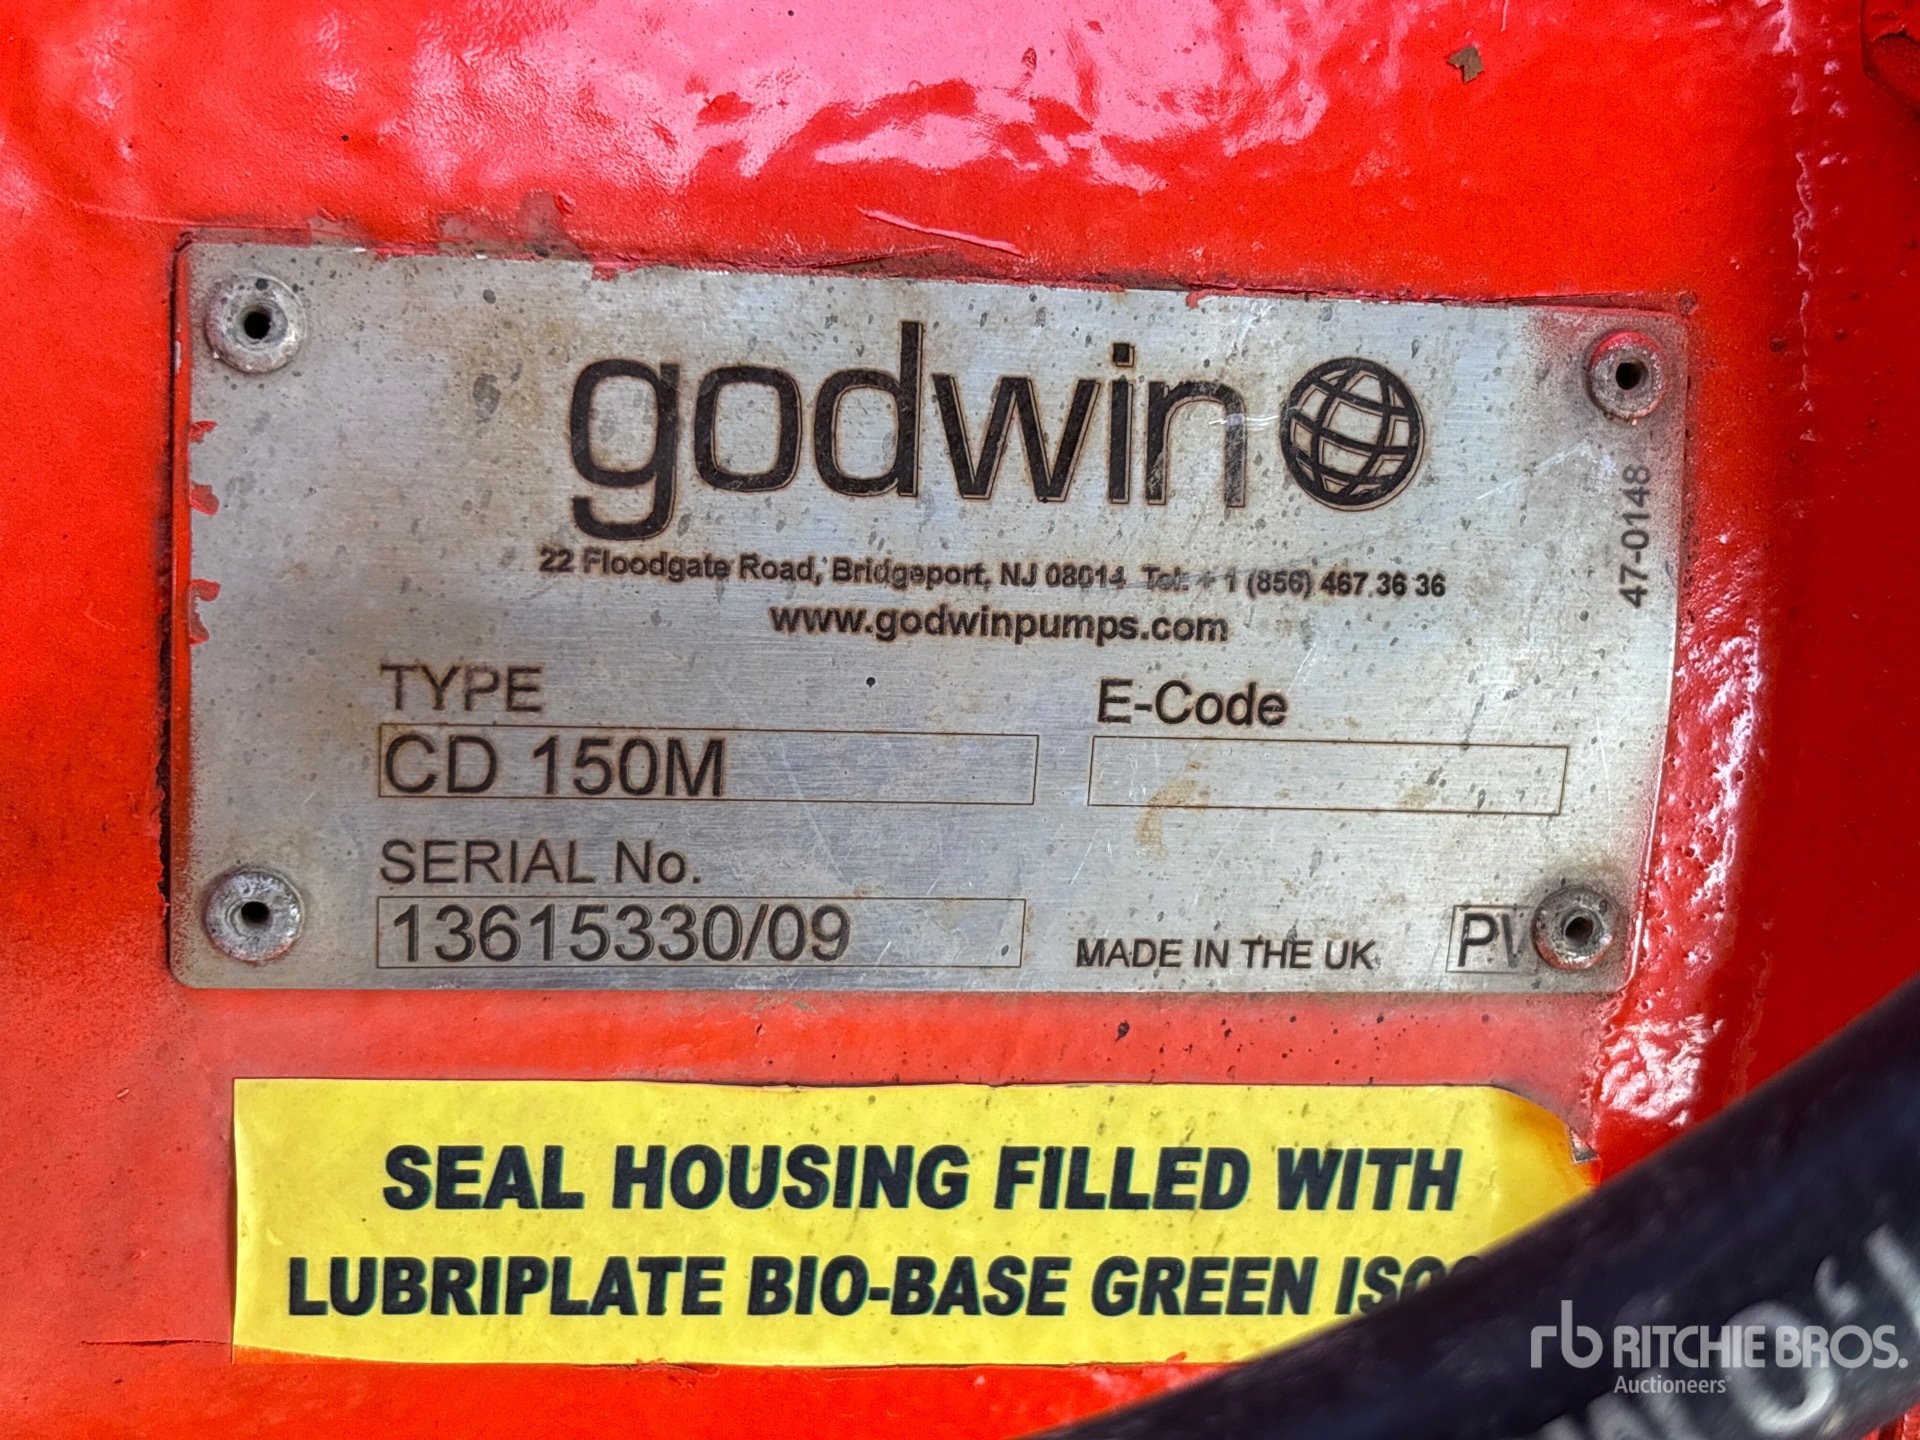 godwin
22 Floodgate Road, Bridgeport, NJ 08014 Tel: + 1 (856) 467 36 36
www.godwinpumps.com
47-0148
TYPE
CD 150M
E-Code
SERIAL No.
13615330/09
MADE IN THE UK
SEAL HOUSING FILLED WITH
LUBRIPLATE BIO-BASE GREEN
rb RITCHIE BROS.
Auctioneers